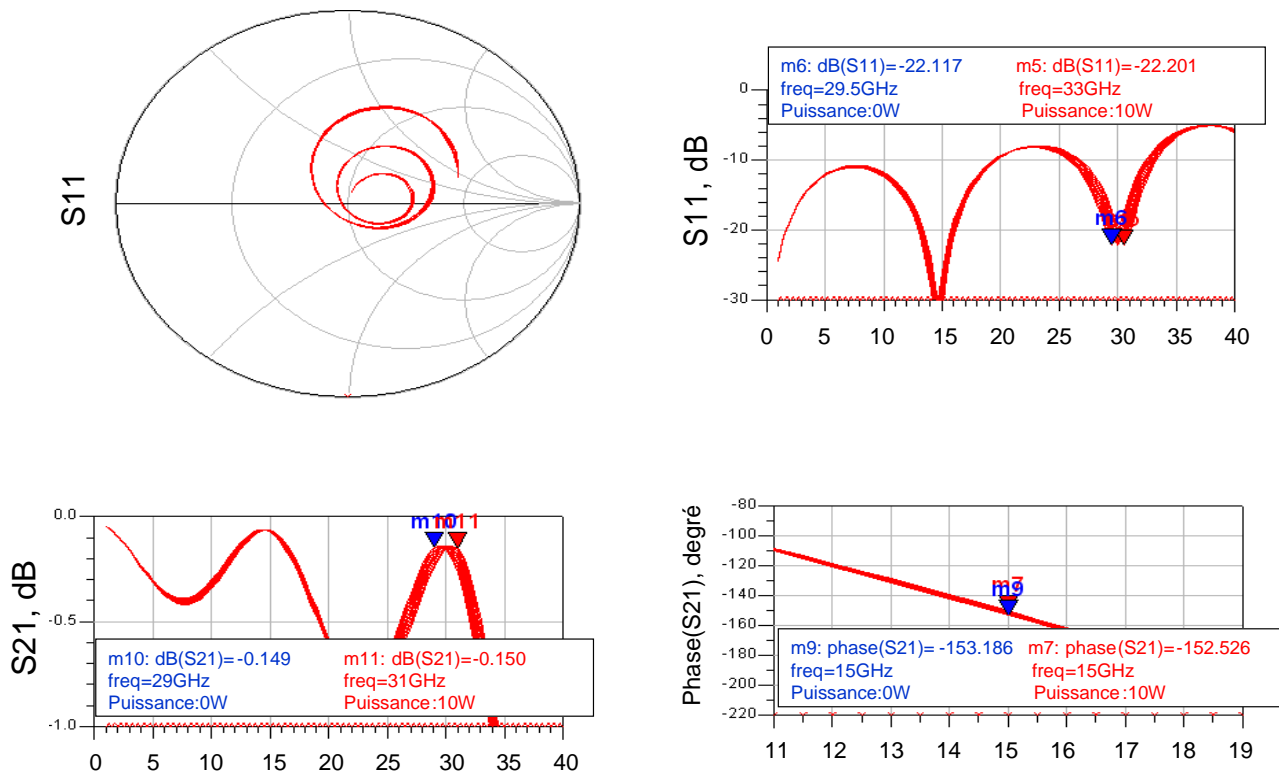 S11
m6: dB(S11)=-22.117 m5: dB(S11)=-22.201
freq=29.5GHz freq=33GHz
Puissance:0W Puissance:10W
S11, dB
0
-10
-20
-30
m6
0 5 10 15 20 25 30 35 40
S21, dB
0.0
-0.5
-1.0
m10 m11
m10: dB(S21)=-0.149 m11: dB(S21)=-0.150
freq=29GHz freq=31GHz
Puissance:0W Puissance:10W
0 5 10 15 20 25 30 35 40
Phase(S21), degré
-80
-100
-120
-140
-160
-180
-200
-220
m7
m9
m9: phase(S21)= -153.186 m7: phase(S21)=-152.526
freq=15GHz freq=15GHz
Puissance:0W Puissance:10W
11 12 13 14 15 16 17 18 19